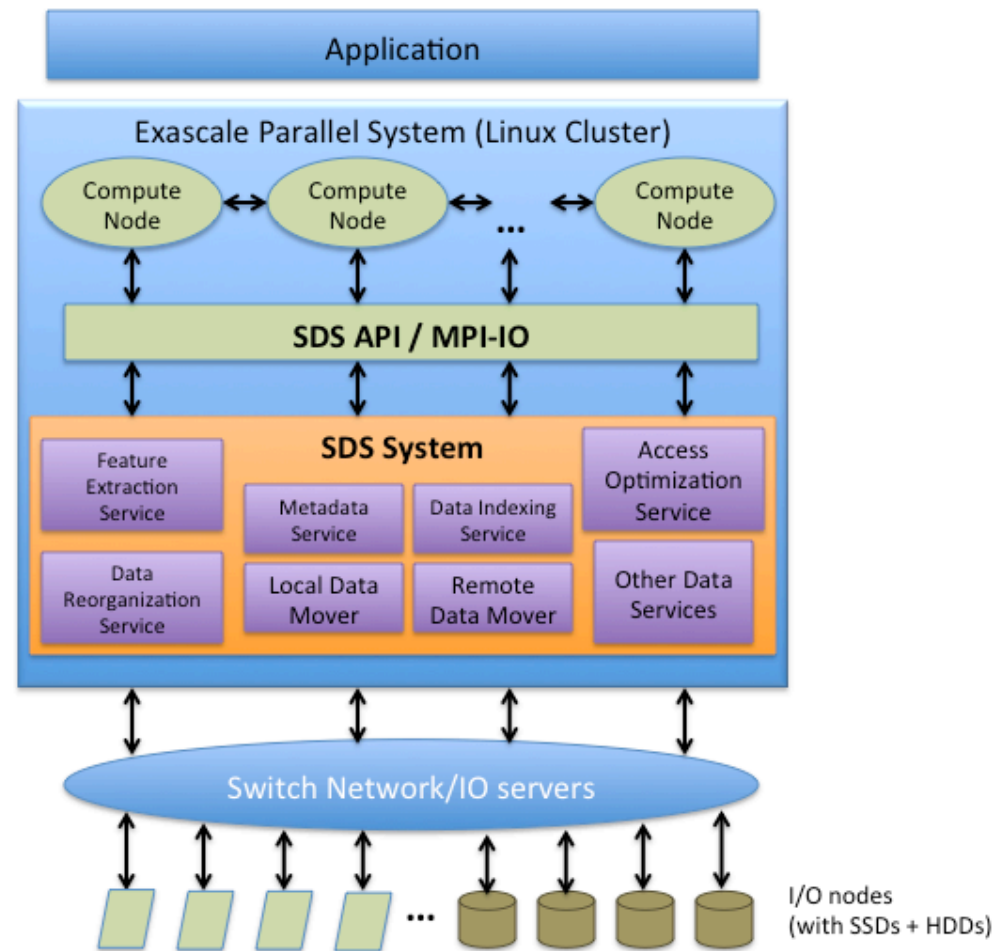 Application
Exascale Parallel System (Linux Cluster)
Compute
Node
Compute
Node
...
Compute
Node
SDS API / MPI-IO
SDS System
Feature
Extraction
Service
Metadata
Service
Data Indexing
Service
Access
Optimization
Service
Data
Reorganization
Service
Local Data
Mover
Remote
Data Mover
Other Data
Services
Switch Network/IO servers
...
I/O nodes
(with SSDs + HDDs)